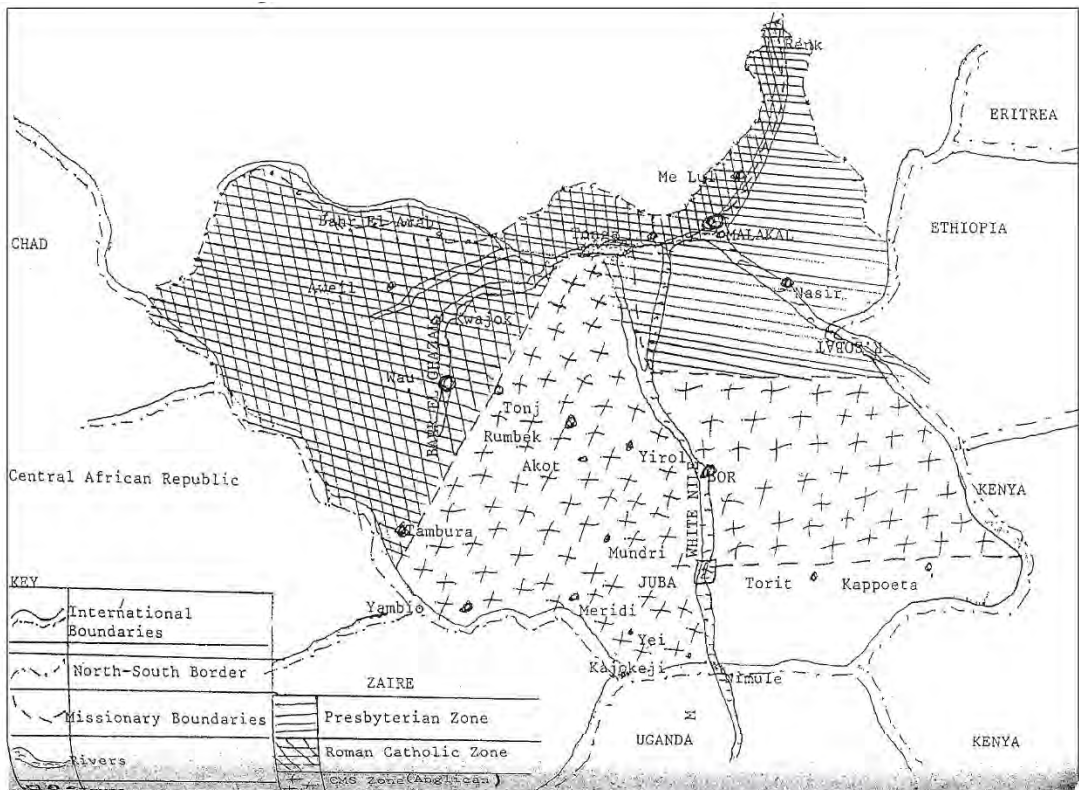 Renk
ERITREA
Me Lul
Bahr El Arab
CHAD
Tonga
MALAKAL
ETHIOPIA
Aweil
Nasir
Kwajok
R.SOBAT
Wau
BAHR EL GHAZAL
Tonj
Rumbek
Akot
Yirol
BOR
Central African Republic
KENYA
WHITE NILE
Tambura
Mundri
JUBA
Torit
Kappoeta
Yambio
Meridi
Yei
Kajokeji
Nimule
ZAIRE
UGANDA
M
KENYA
KEY
International
Boundaries
North-South Border
Missionary Boundaries
Rivers
Presbyterian Zone
Roman Catholic Zone
CMS Zone (Anglican)